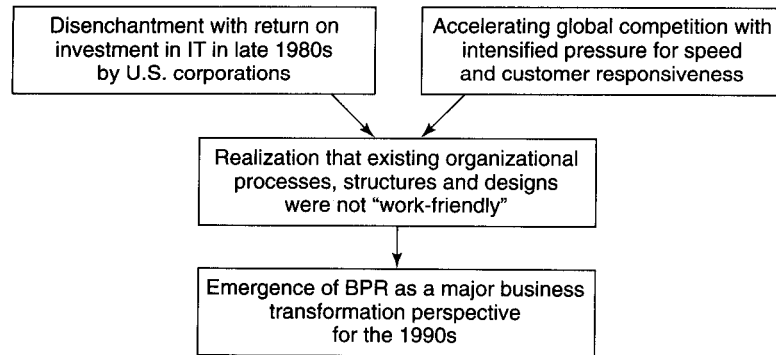 Disenchantment with return on
investment in IT in late 1980s
by U.S. corporations
Accelerating global competition with
intensified pressure for speed
and customer responsiveness
Realization that existing organizational
processes, structures and designs
were not "work-friendly"
Emergence of BPR as a major business
transformation perspective
for the 1990s